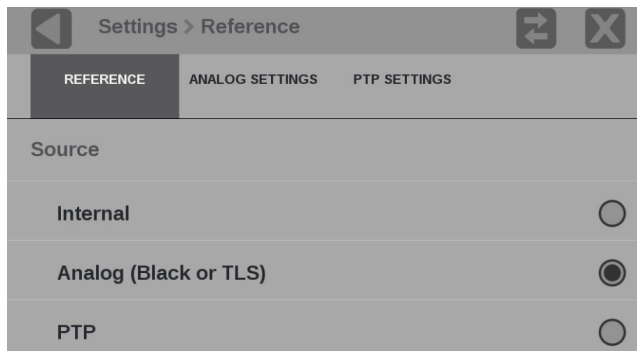 Settings > Reference
REFERENCE ANALOG SETTINGS PTP SETTINGS
Source
Internal
Analog (Black or TLS)
PTP